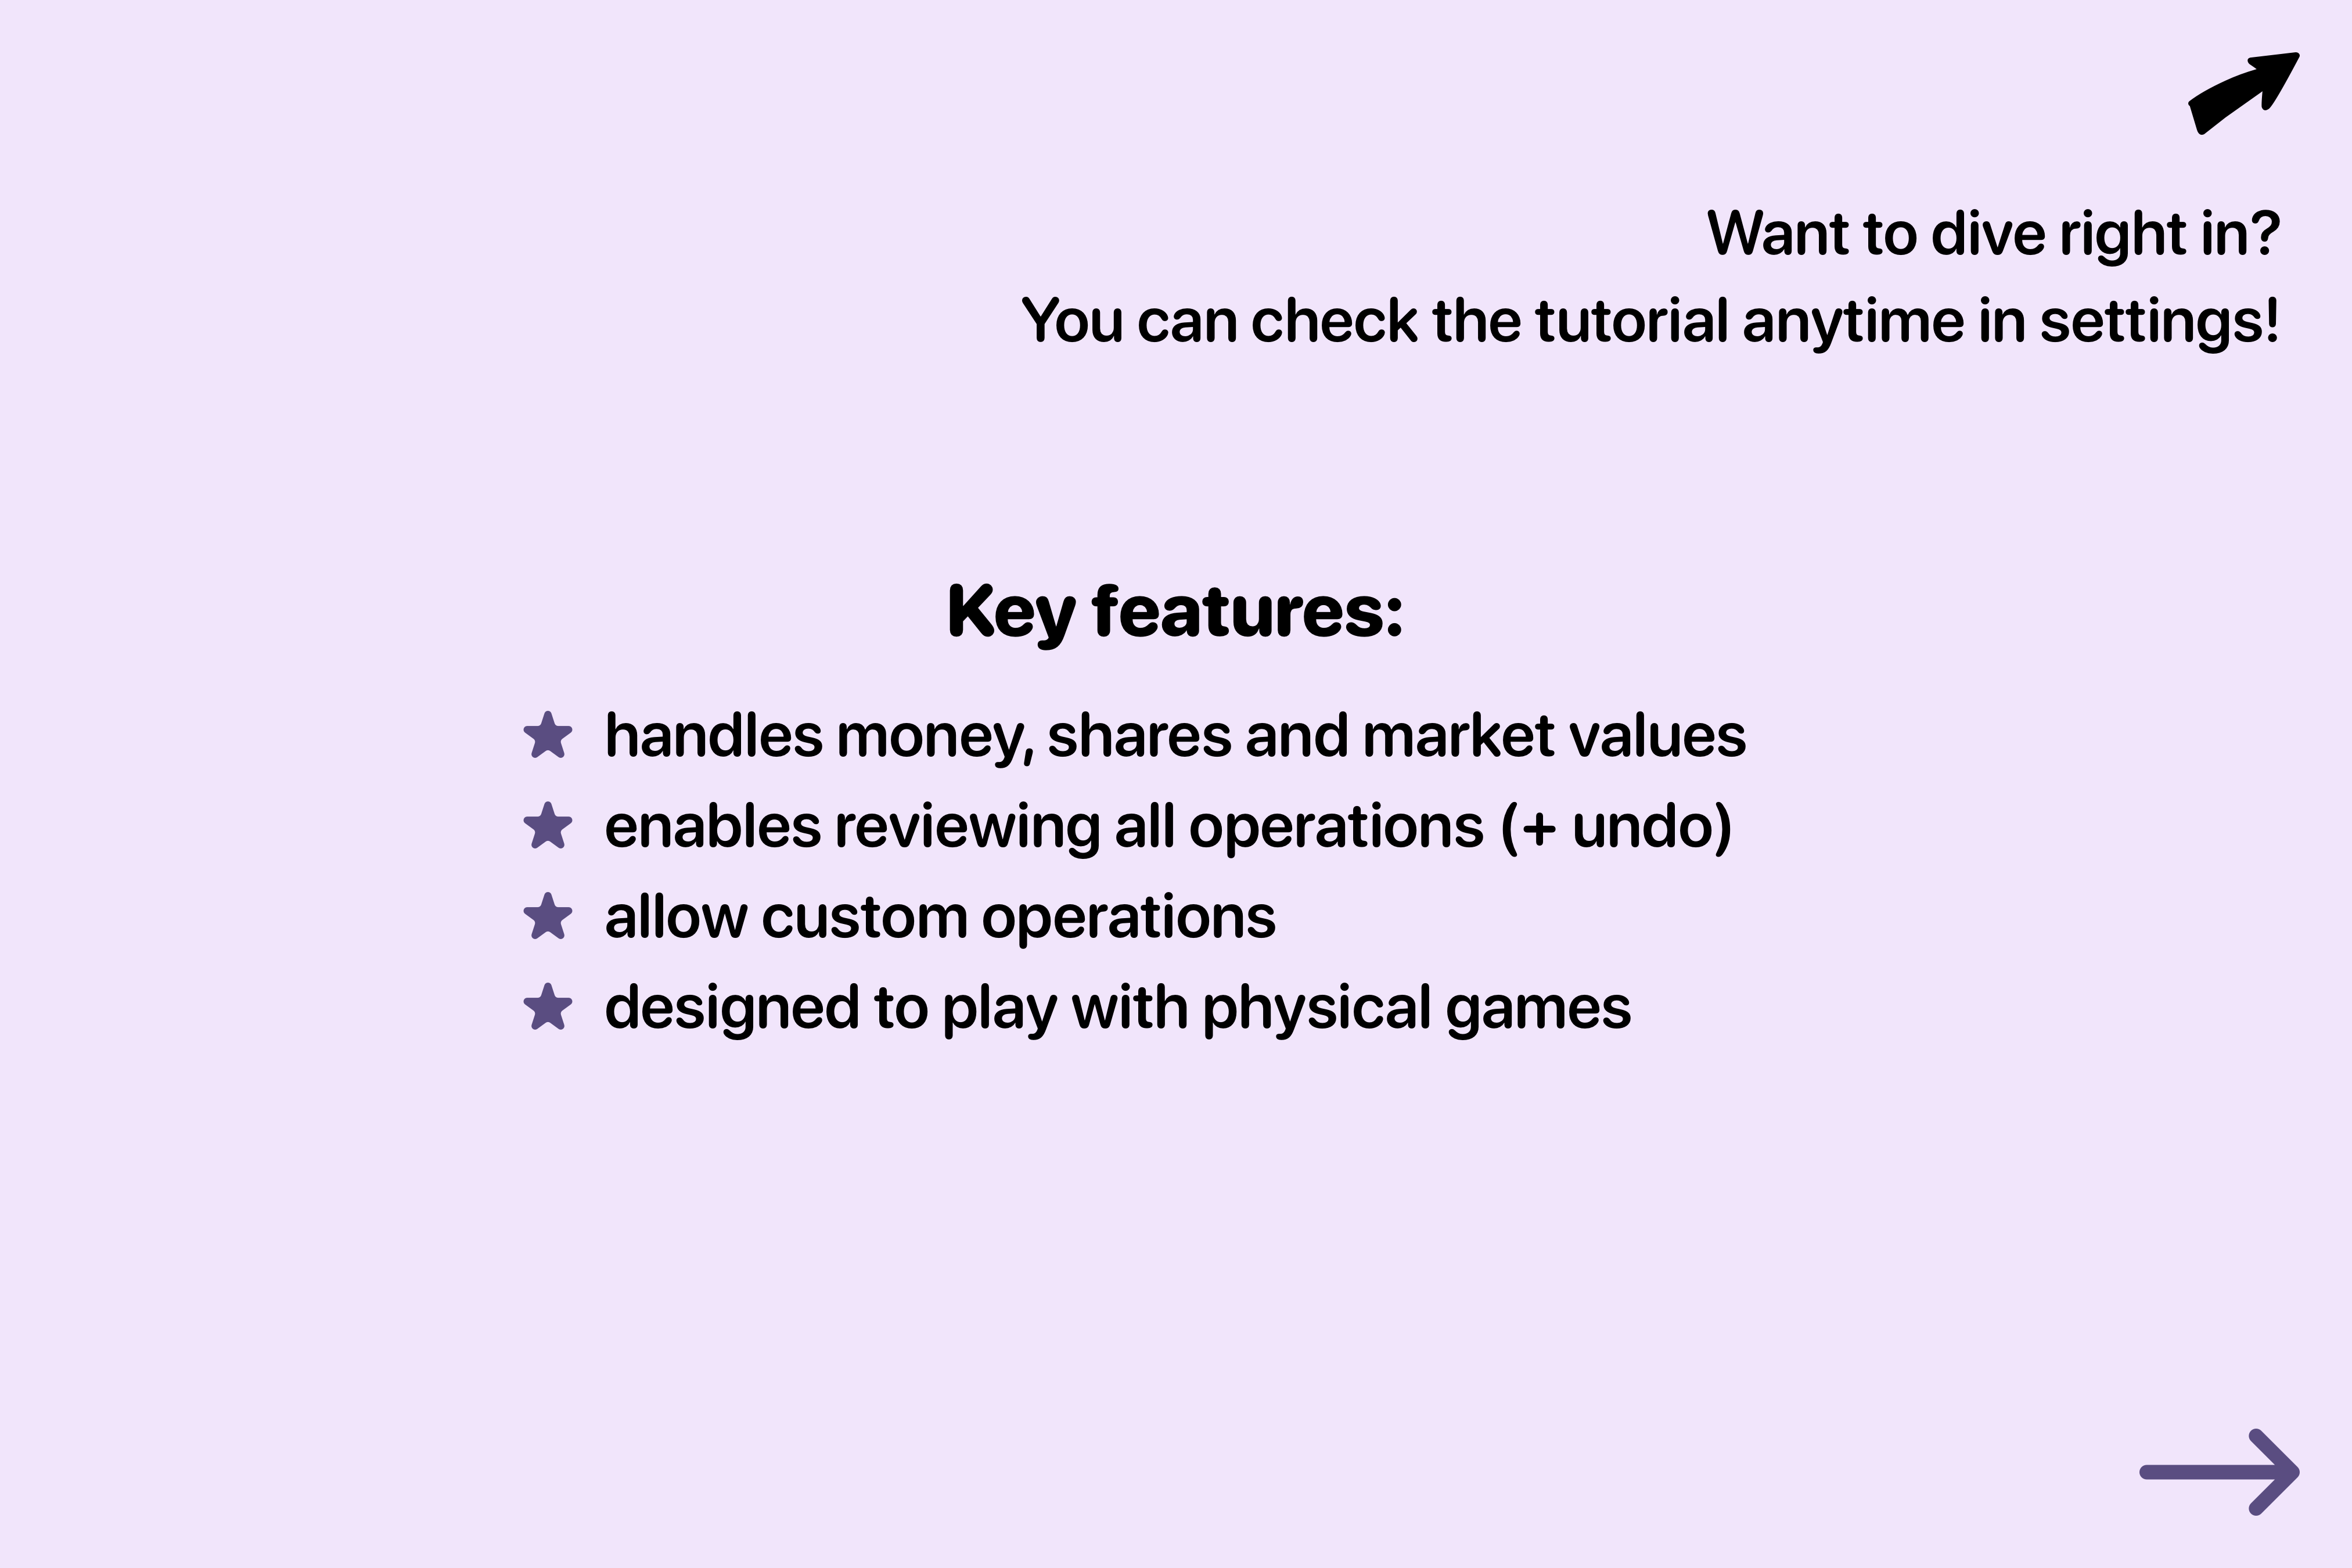 Want to dive right in?
You can check the tutorial anytime in settings!
Key features:
handles money, shares and market values
enables reviewing all operations (+ undo)
allow custom operations
designed to play with physical games